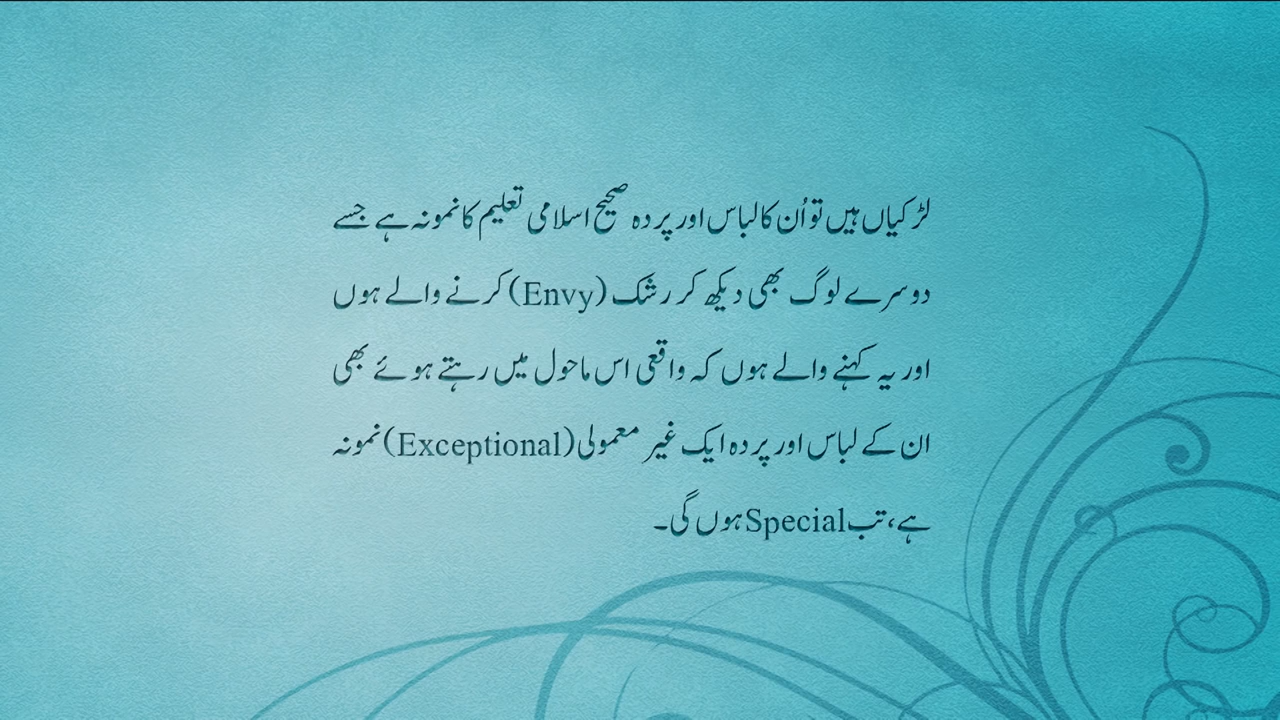 لڑکیاں ہیں تو اُن کا لباس اور پردہ صحیح اسلامی تعلیم کا نمونہ ہے جسے
دوسرے لوگ بھی دیکھ کر رشک (Envy) کرنے والے ہوں
اور یہ کہنے والے ہوں کہ واقعی اس ماحول میں رہتے ہوئے بھی
ان کے لباس اور پردہ ایک غیر معمولی (Exceptional) نمونہ
ہے، تب Special ہوں گی۔